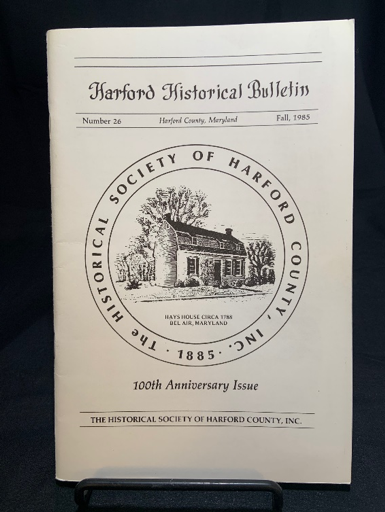 Harford Historical Bulletin
Number 26 Harford County, Maryland Fall, 1985
The HISTORICAL SOCIETY OF HARFORD COUNTY, INC.
HAYS HOUSE CIRCA 1788
BEL AIR, MARYLAND
· 1885 ·
100th Anniversary Issue
THE HISTORICAL SOCIETY OF HARFORD COUNTY, INC.